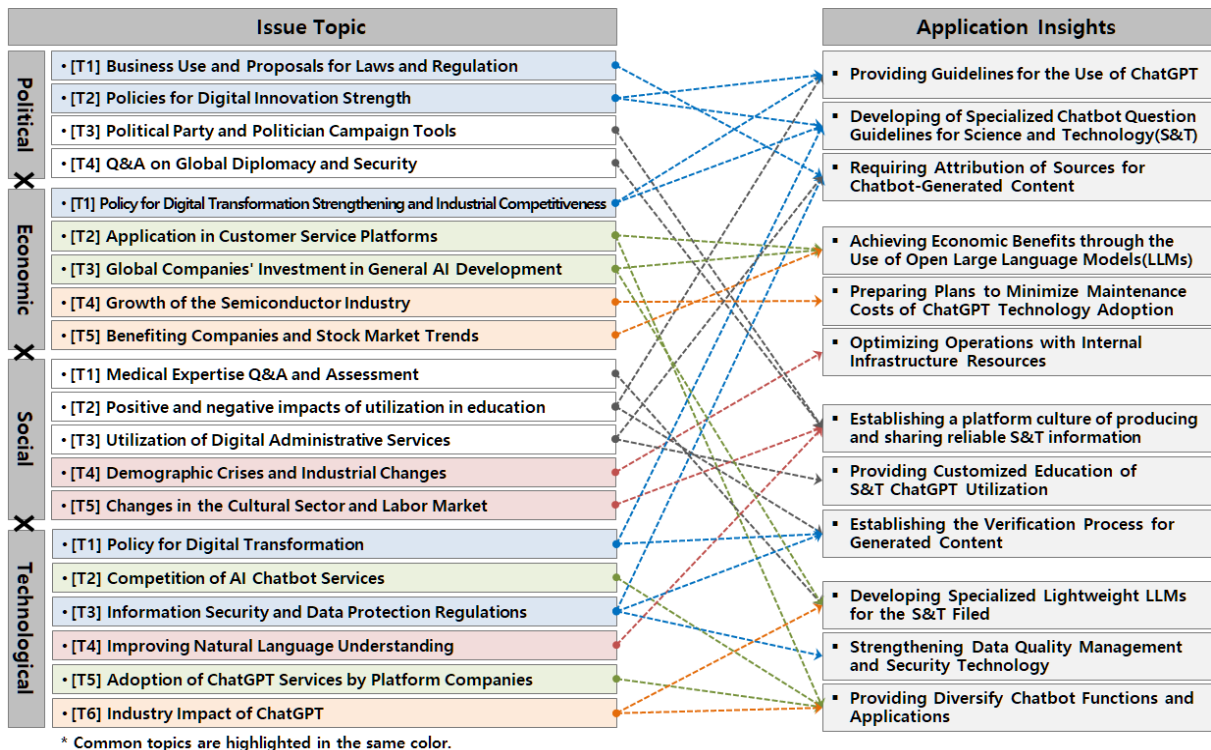 Issue Topic
Application Insights
Political
• [T1] Business Use and Proposals for Laws and Regulation
• [T2] Policies for Digital Innovation Strength
• [T3] Political Party and Politician Campaign Tools
• [T4] Q&A on Global Diplomacy and Security
X
Economic
• [T1] Policy for Digital Transformation Strengthening and Industrial Competitiveness
• [T2] Application in Customer Service Platforms
• [T3] Global Companies' Investment in General AI Development
• [T4] Growth of the Semiconductor Industry
• [T5] Benefiting Companies and Stock Market Trends
X
Social
• [T1] Medical Expertise Q&A and Assessment
• [T2] Positive and negative impacts of utilization in education
• [T3] Utilization of Digital Administrative Services
• [T4] Demographic Crises and Industrial Changes
• [T5] Changes in the Cultural Sector and Labor Market
X
Technological
• [T1] Policy for Digital Transformation
• [T2] Competition of AI Chatbot Services
• [T3] Information Security and Data Protection Regulations
• [T4] Improving Natural Language Understanding
• [T5] Adoption of ChatGPT Services by Platform Companies
• [T6] Industry Impact of ChatGPT
* Common topics are highlighted in the same color.
▪ Providing Guidelines for the Use of ChatGPT
▪ Developing of Specialized Chatbot Question
Guidelines for Science and Technology(S&T)
▪ Requiring Attribution of Sources for
Chatbot-Generated Content
▪ Achieving Economic Benefits through the
Use of Open Large Language Models(LLMs)
▪ Preparing Plans to Minimize Maintenance
Costs of ChatGPT Technology Adoption
▪ Optimizing Operations with Internal
Infrastructure Resources
▪ Establishing a platform culture of producing
and sharing reliable S&T information
▪ Providing Customized Education of
S&T ChatGPT Utilization
▪ Establishing the Verification Process for
Generated Content
▪ Developing Specialized Lightweight LLMs
for the S&T Filed
▪ Strengthening Data Quality Management
and Security Technology
▪ Providing Diversify Chatbot Functions and
Applications